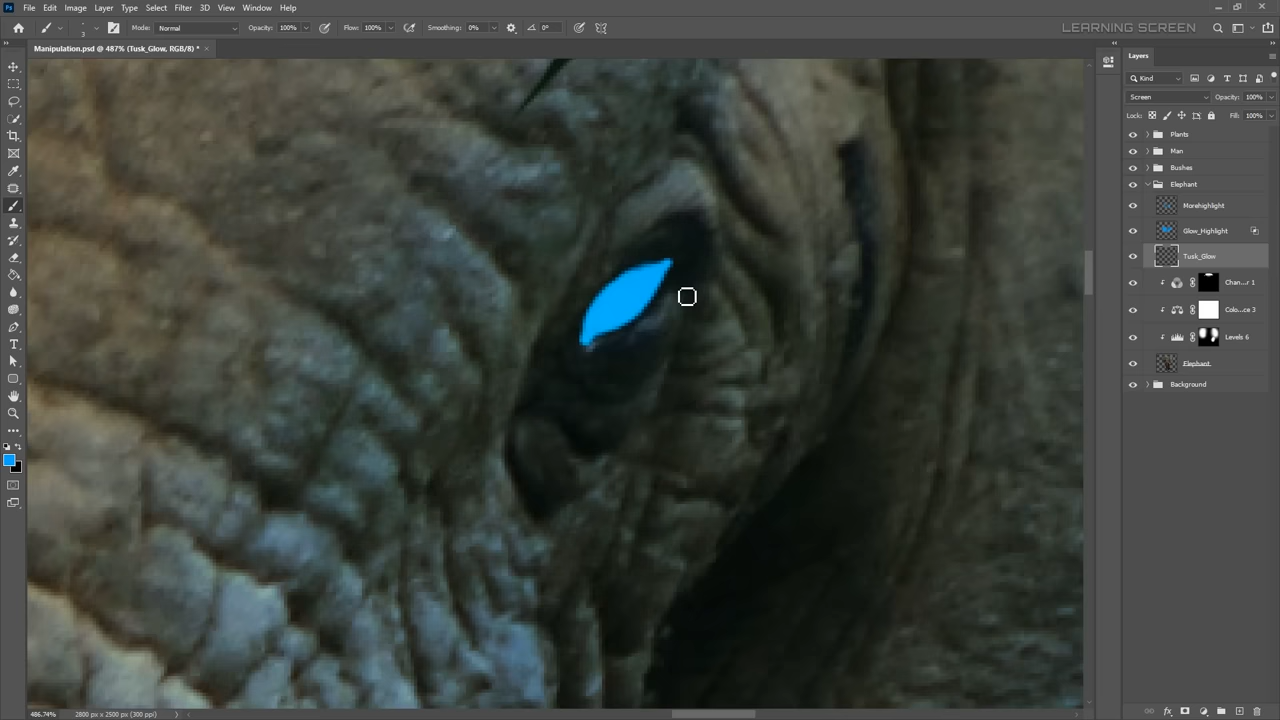 Ps File Edit Image Layer Type Select Filter 3D View Window Help
3 Mode: Normal Opacity: 100% Flow: 100% Smoothing: 0% 0° LEARNING SCREEN
Manipulation.psd @ 487% (Tusk_Glow, RGB/8) * ×
Layers
Kind
Screen Opacity: 100%
Lock: Fill: 100%
Plants
Man
Bushes
Elephant
Morehighlight
Glow_Highlight
Tusk_Glow
Chan...r 1
Colo...ce 3
Levels 6
Elephant
Background
486.74% 2800 px x 2500 px (300 ppi)